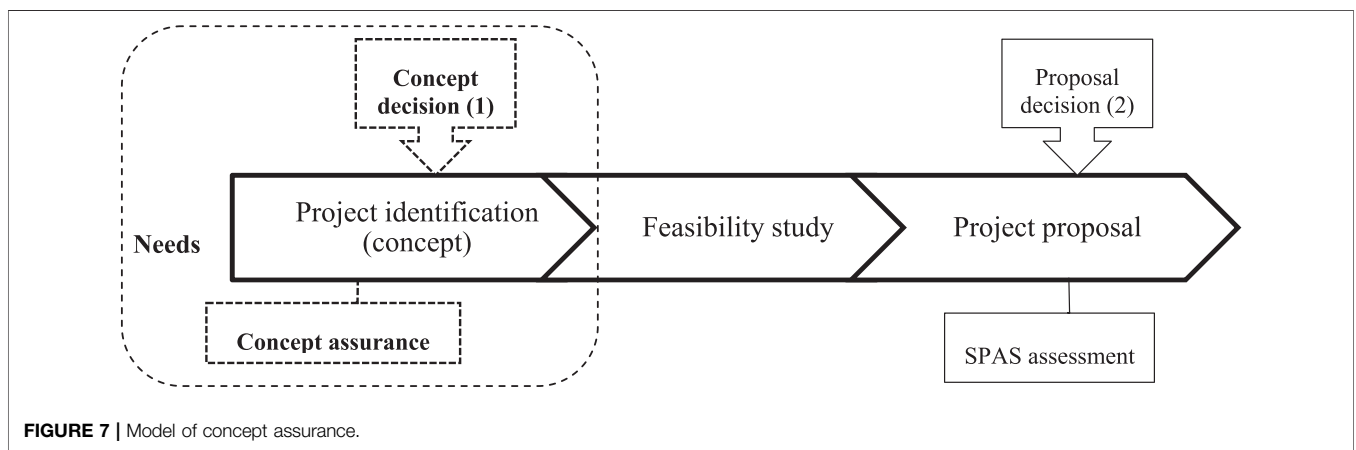 Concept
decision (1)
Proposal
decision (2)
Needs
Project identification
(concept)
Feasibility study
Project proposal
Concept assurance
SPAS assessment
FIGURE 7 | Model of concept assurance.